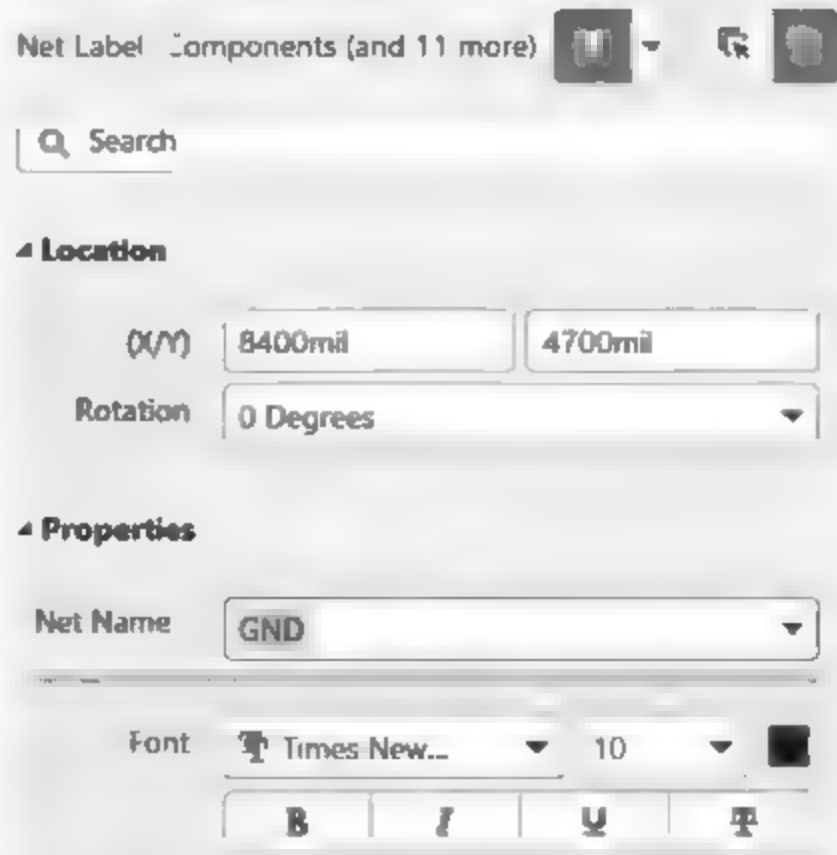 Net Label Components (and 11 more)
Search
Location
(X/Y) 8400mil 4700mil
Rotation 0 Degrees
Properties
Net Name GND
Font Times New... 10
B I U T